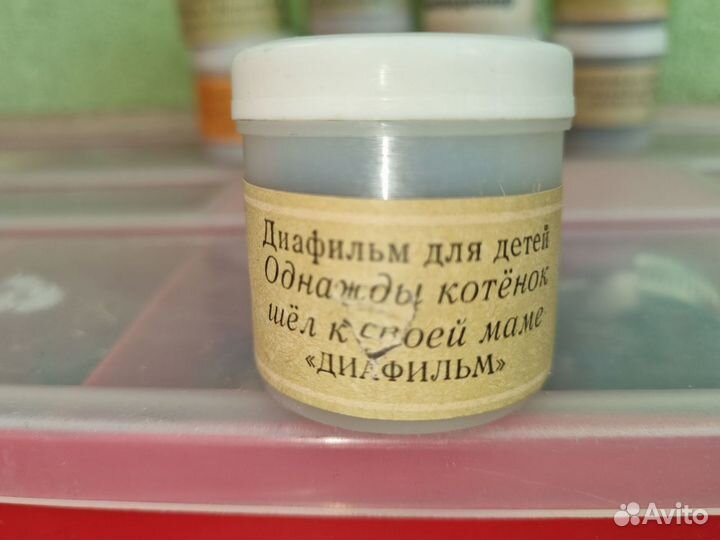 Диафильм для детей
Однажды котёнок
шёл к своей маме
«ДИАФИЛЬМ»
Avito